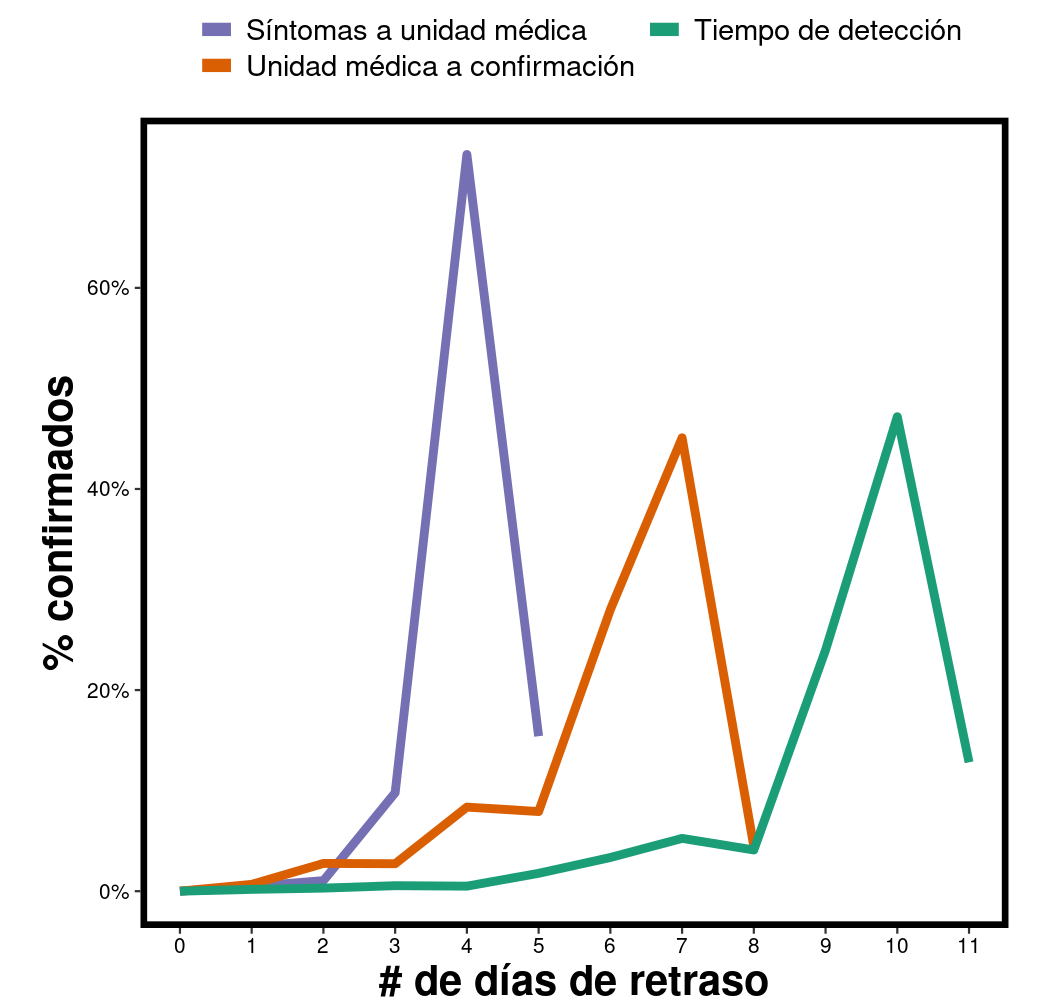 Síntomas a unidad médica
Tiempo de detección
Unidad médica a confirmación
% confirmados
60%
40%
20%
0%
0 1 2 3 4 5 6 7 8 9 10 11
# de días de retraso